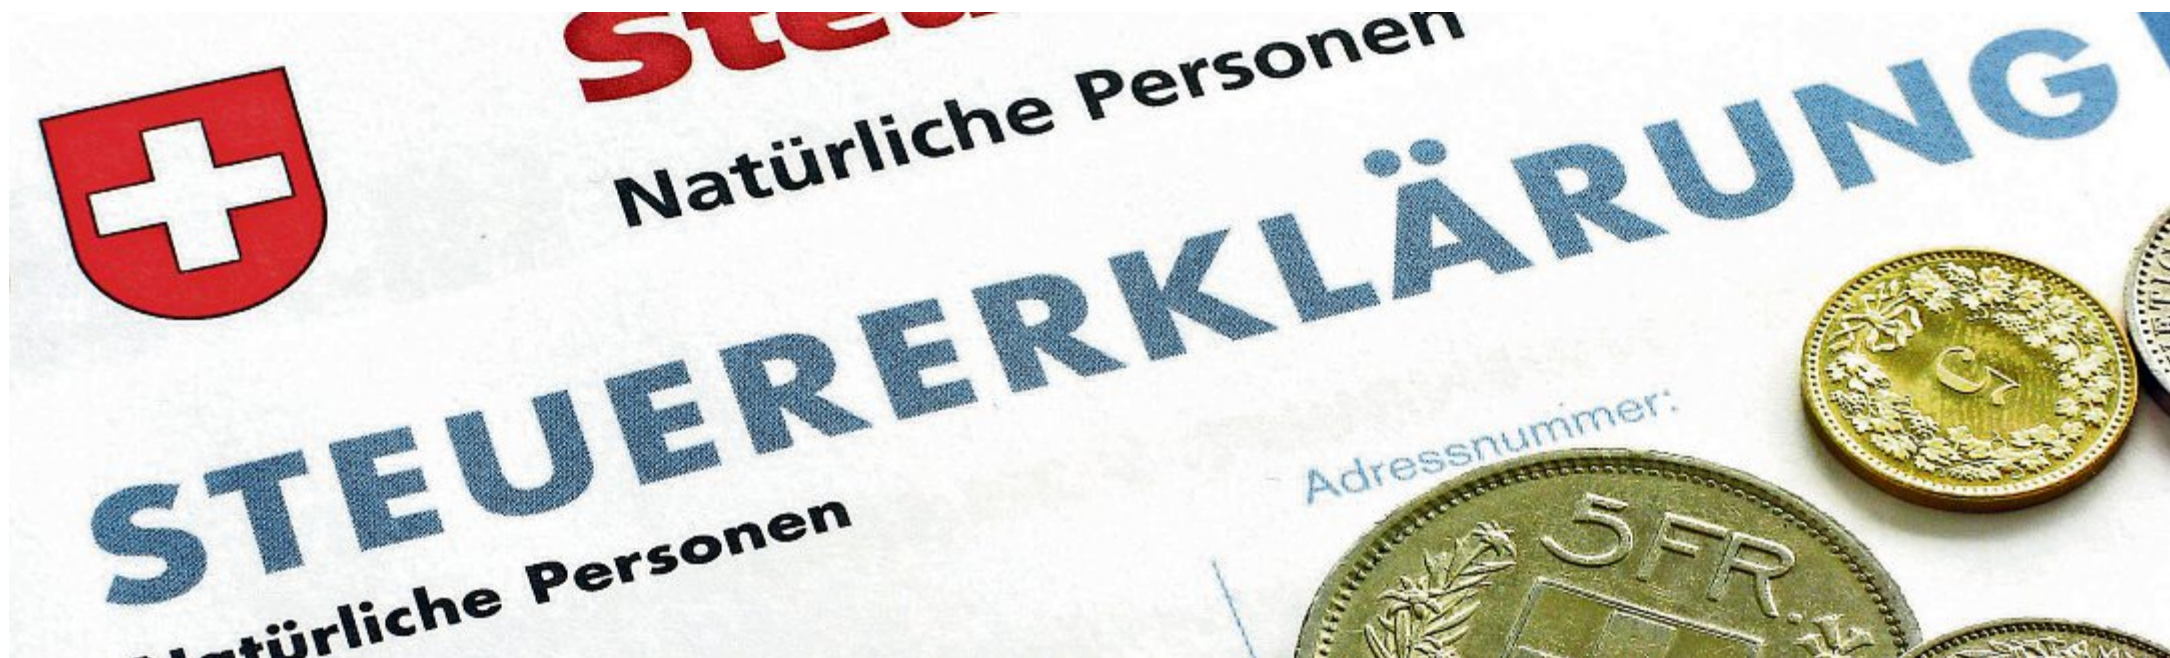 Natürliche Personen
STEUERERKLÄRUNG
Adressnummer:
Natürliche Personen
5 FR.